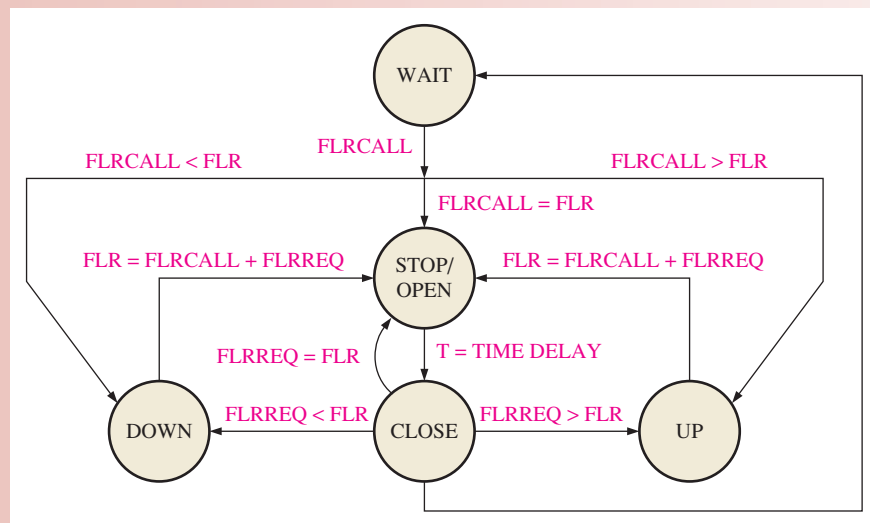 WAIT
FLRCALL
FLRCALL < FLR
FLRCALL > FLR
FLRCALL = FLR
FLR = FLRCALL + FLRREQ
STOP/
OPEN
FLR = FLRCALL + FLRREQ
FLRREQ = FLR
T = TIME DELAY
DOWN
FLRREQ < FLR
CLOSE
FLRREQ > FLR
UP